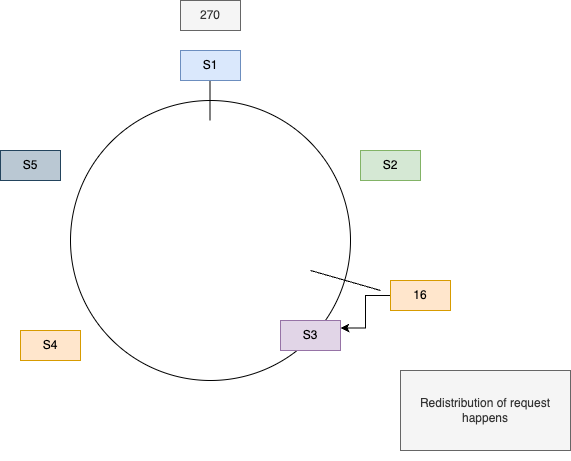 270
S1
S5
S2
16
S3
S4
Redistribution of request
happens